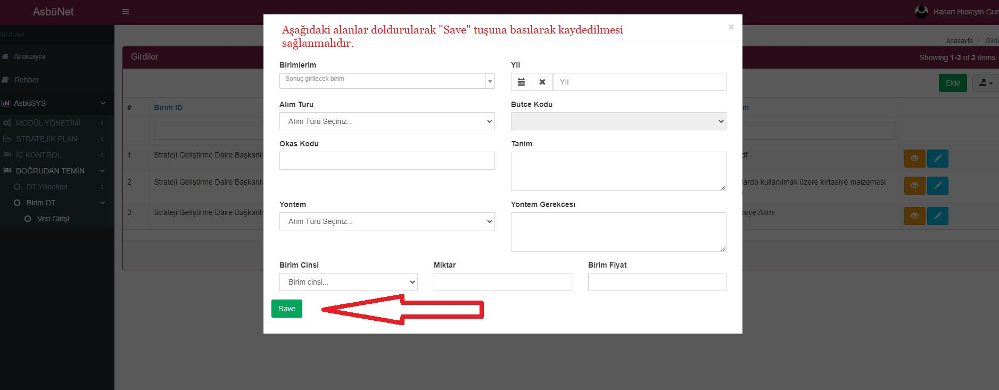 AsbüNet
Hasan Huseyin Gun
Moduller
Anasayfa
Rehber
AsbüSYS
MODÜL YÖNETİMİ
STRATEJİK PLAN
İÇ KONTROL
DOĞRUDAN TEMİN
DT Yönetimi
Birim DT
Veri Girişi
Anasayfa > Girdi
Girdiler
Showing 1-3 of 3 items.
Ekle
# Birim ID
m
1 Strateji Geliştirme Daire Başkanlı
df
2 Strateji Geliştirme Daire Başkanlı
larda kullanılmak üzere kırtasiye malzemesi
3 Strateji Geliştirme Daire Başkanlı
siye Alımı
Aşağıdaki alanlar doldurularak "Save" tuşuna basılarak kaydedilmesi
sağlanmalıdır.
×
Birimlerim
Sonuç girilecek birim
Yil
Yıl
Alim Turu
Alım Türü Seçiniz...
Butce Kodu
Okas Kodu
Tanim
Yontem
Alım Türü Seçiniz...
Yontem Gerekcesi
Birim Cinsi
Birim cinsi...
Miktar
Birim Fiyat
Save